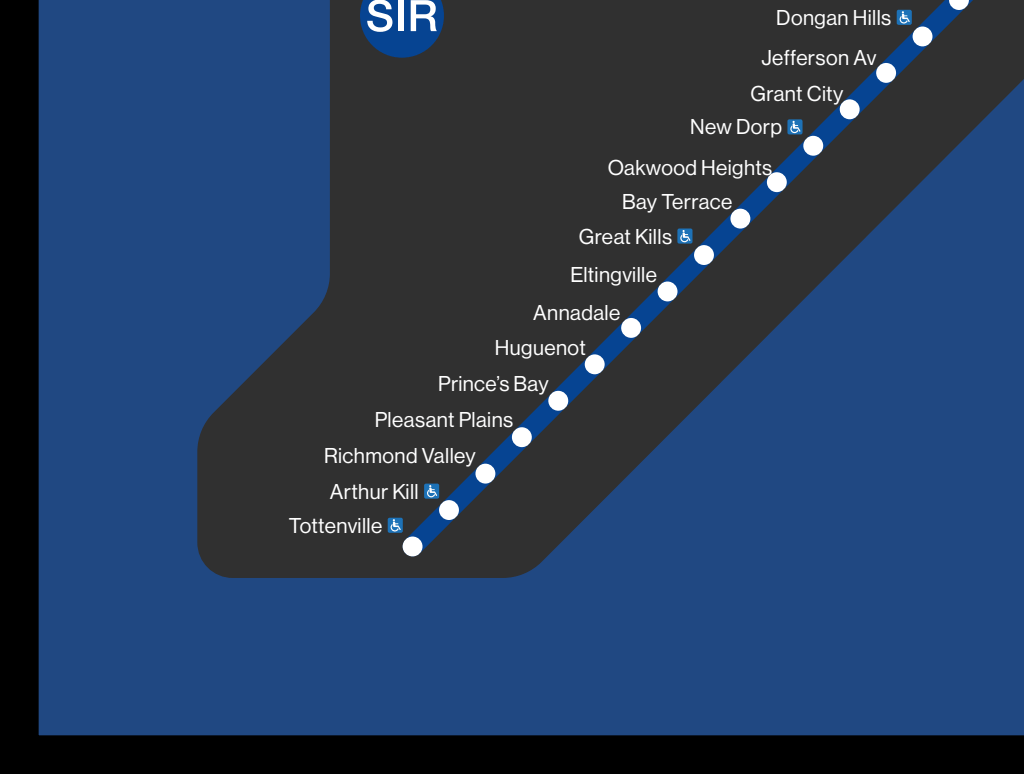 SIR
Dongan Hills
Jefferson Av
Grant City
New Dorp
Oakwood Heights
Bay Terrace
Great Kills
Eltingville
Annadale
Huguenot
Prince’s Bay
Pleasant Plains
Richmond Valley
Arthur Kill
Tottenville